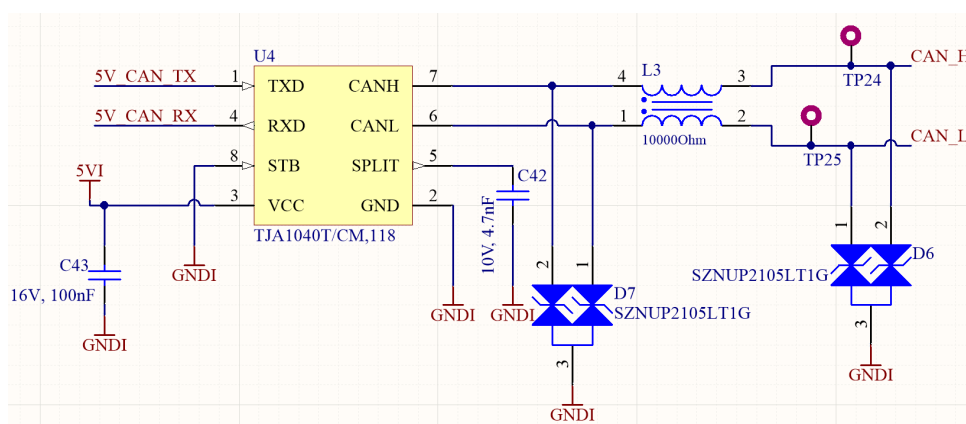 U4
5V_CAN_TX 1 TXD CANH 7
5V_CAN_RX 4 RXD CANL 6
8 STB SPLIT 5
5VI 3 VCC GND 2
TJA1040T/CM,118
C43
16V, 100nF
GNDI
GNDI
C42
10V, 4.7nF
GNDI
GNDI
L3
4 3
1 2
10000Ohm
TP24
CAN_H
TP25
CAN_L
2 1
D7
SZNUP2105LT1G
3
GNDI
1 2
D6
SZNUP2105LT1G
3
GNDI